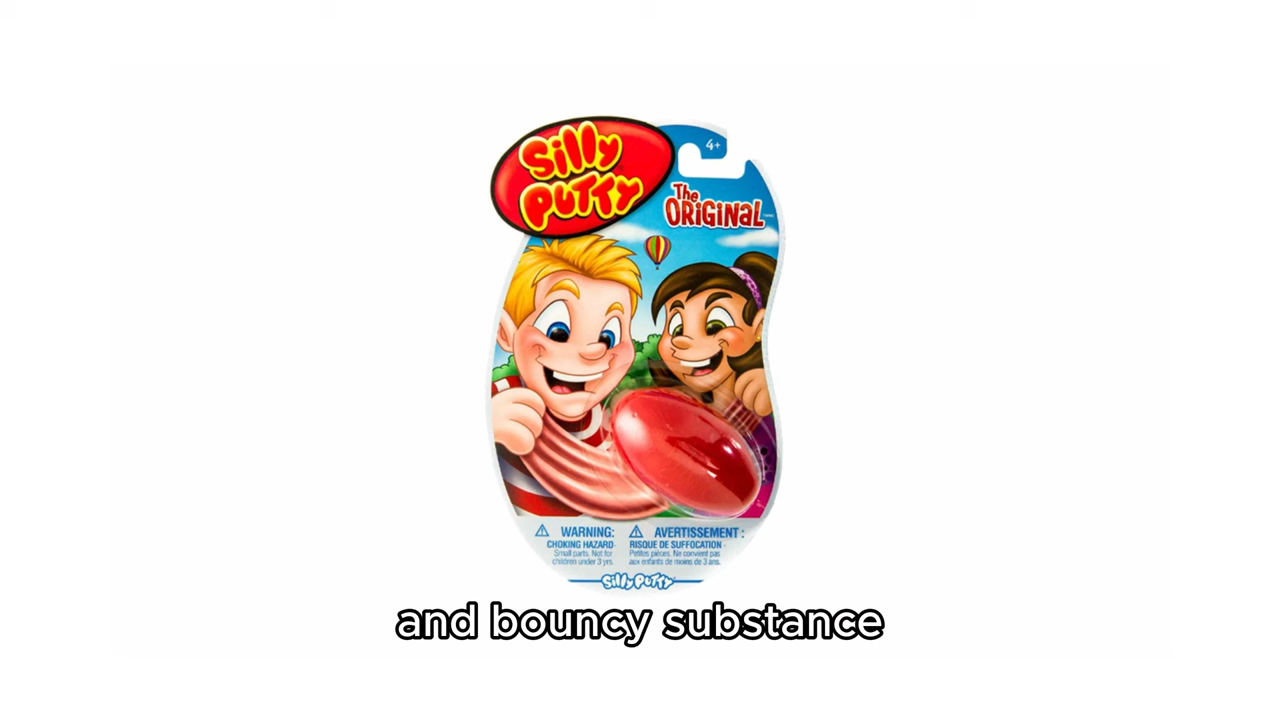 Silly
PUTTY
4+
The
ORiGiNaL
WARNING:
CHOKING HAZARD-
Small parts. Not for
children under 3 yrs.
AVERTISSEMENT :
RISQUE DE SUFFOCATION -
Petites pièces. Ne convient pas
aux enfants de moins de 3 ans.
Silly PuTTy
and bouncy substance